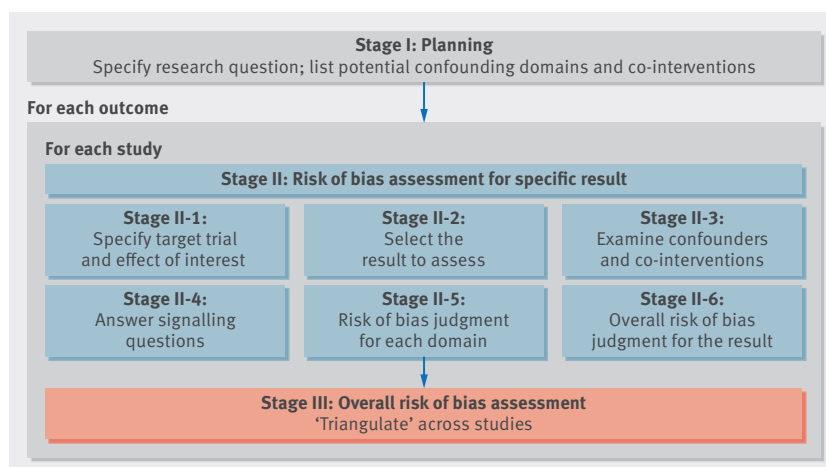 Stage I: Planning
Specify research question; list potential confounding domains and co-interventions
For each outcome
For each study
Stage II: Risk of bias assessment for specific result
Stage II-1:
Specify target trial
and effect of interest
Stage II-2:
Select the
result to assess
Stage II-3:
Examine confounders
and co-interventions
Stage II-4:
Answer signalling
questions
Stage II-5:
Risk of bias judgment
for each domain
Stage II-6:
Overall risk of bias
judgment for the result
Stage III: Overall risk of bias assessment
‘Triangulate’ across studies